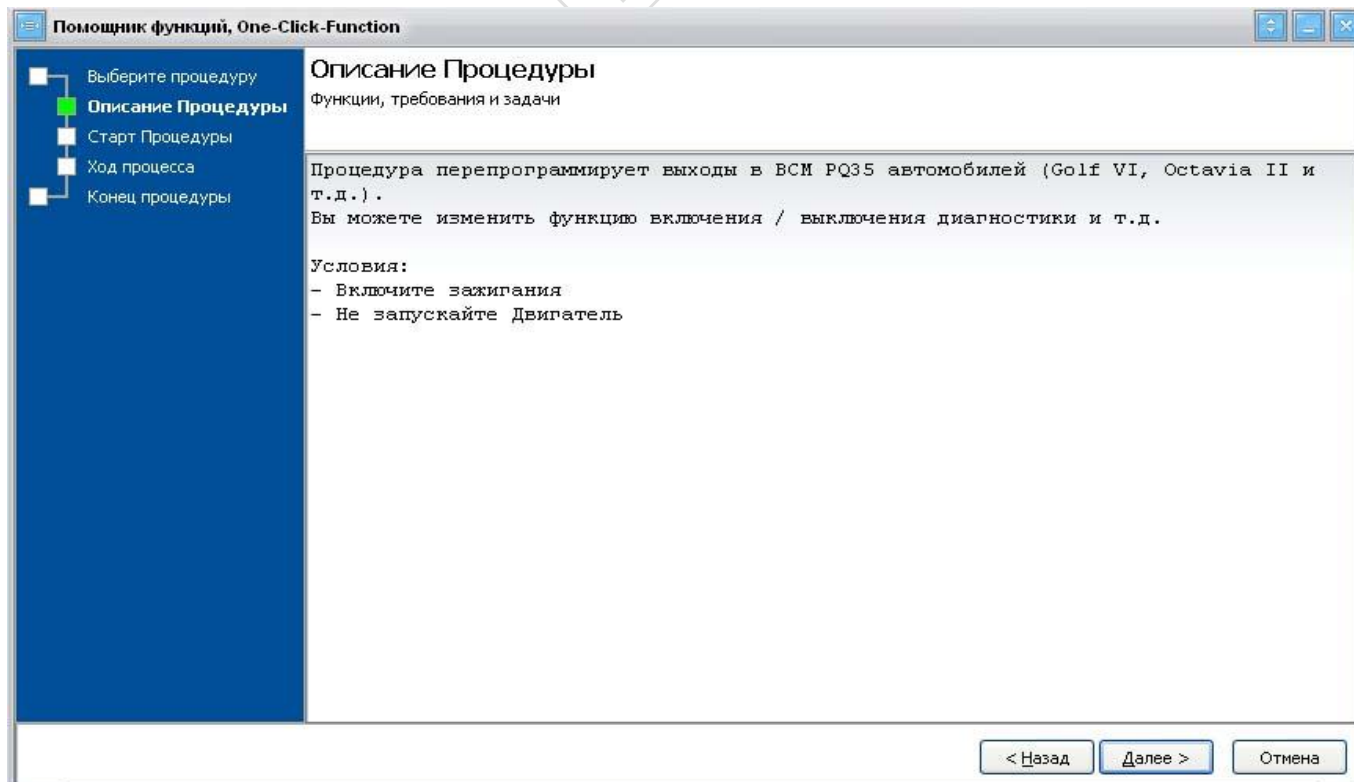 Помощник функций, One-Click-Function
Выберите процедуру
Описание Процедуры
Старт Процедуры
Ход процесса
Конец процедуры
Описание Процедуры
Функции, требования и задачи
Процедура перепрограммирует выходы в BCM PQ35 автомобилей (Golf VI, Octavia II и
т.д.).
Вы можете изменить функцию включения / выключения диагностики и т.д.
Условия:
- Включите зажигания
- Не запускайте Двигатель
< Назад
Далее >
Отмена